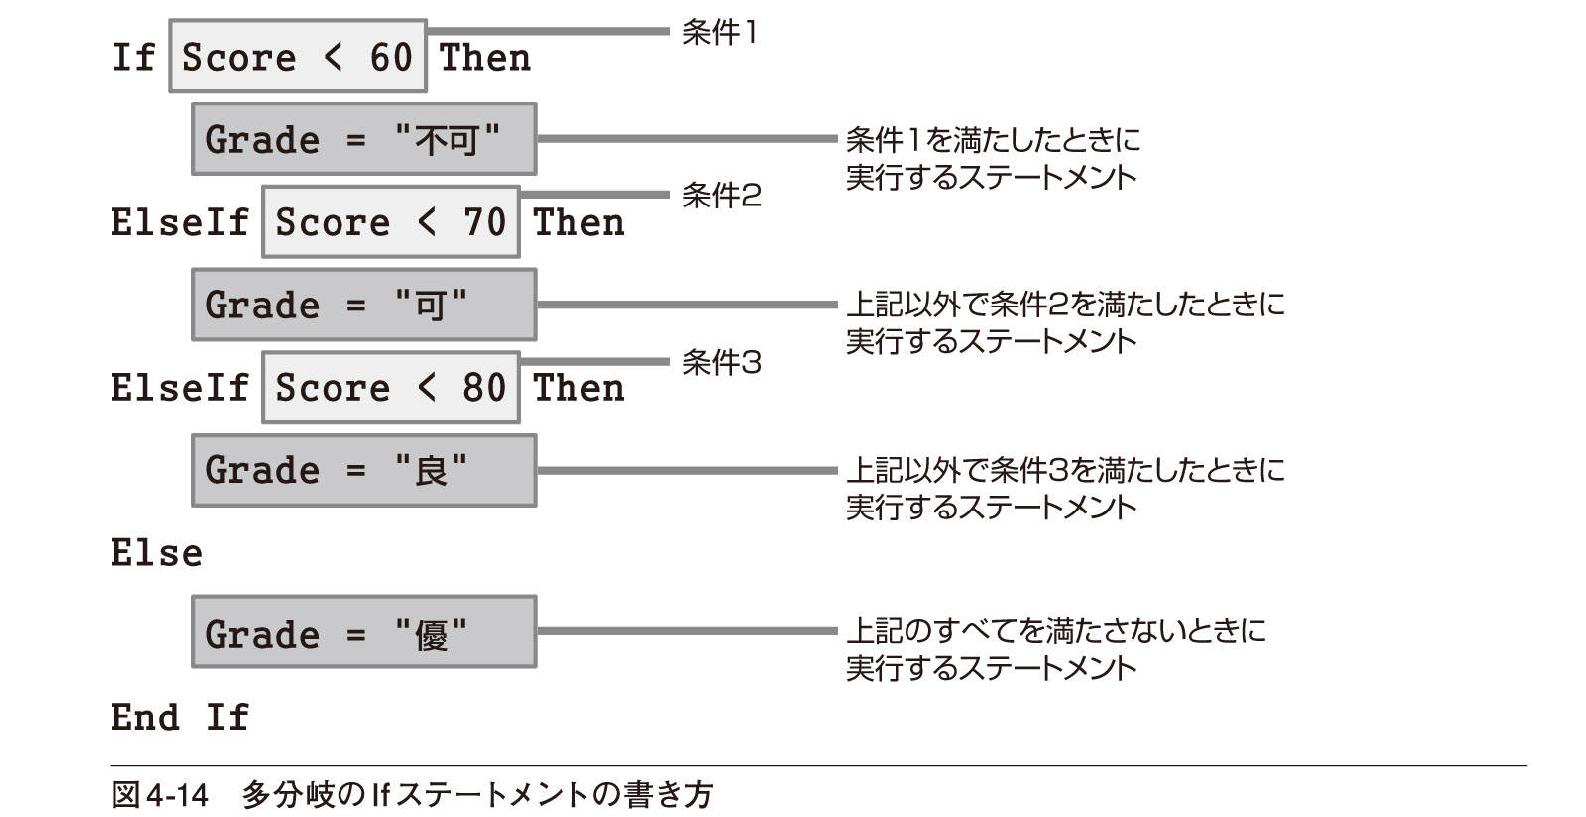 If Score < 60 Then
条件1
Grade = "不可"
条件1を満たしたときに
実行するステートメント
ElseIf Score < 70 Then
条件2
Grade = "可"
上記以外で条件2を満たしたときに
実行するステートメント
ElseIf Score < 80 Then
条件3
Grade = "良"
上記以外で条件3を満たしたときに
実行するステートメント
Else
Grade = "優"
上記のすべてを満たさないときに
実行するステートメント
End If
図4-14　多分岐のIfステートメントの書き方